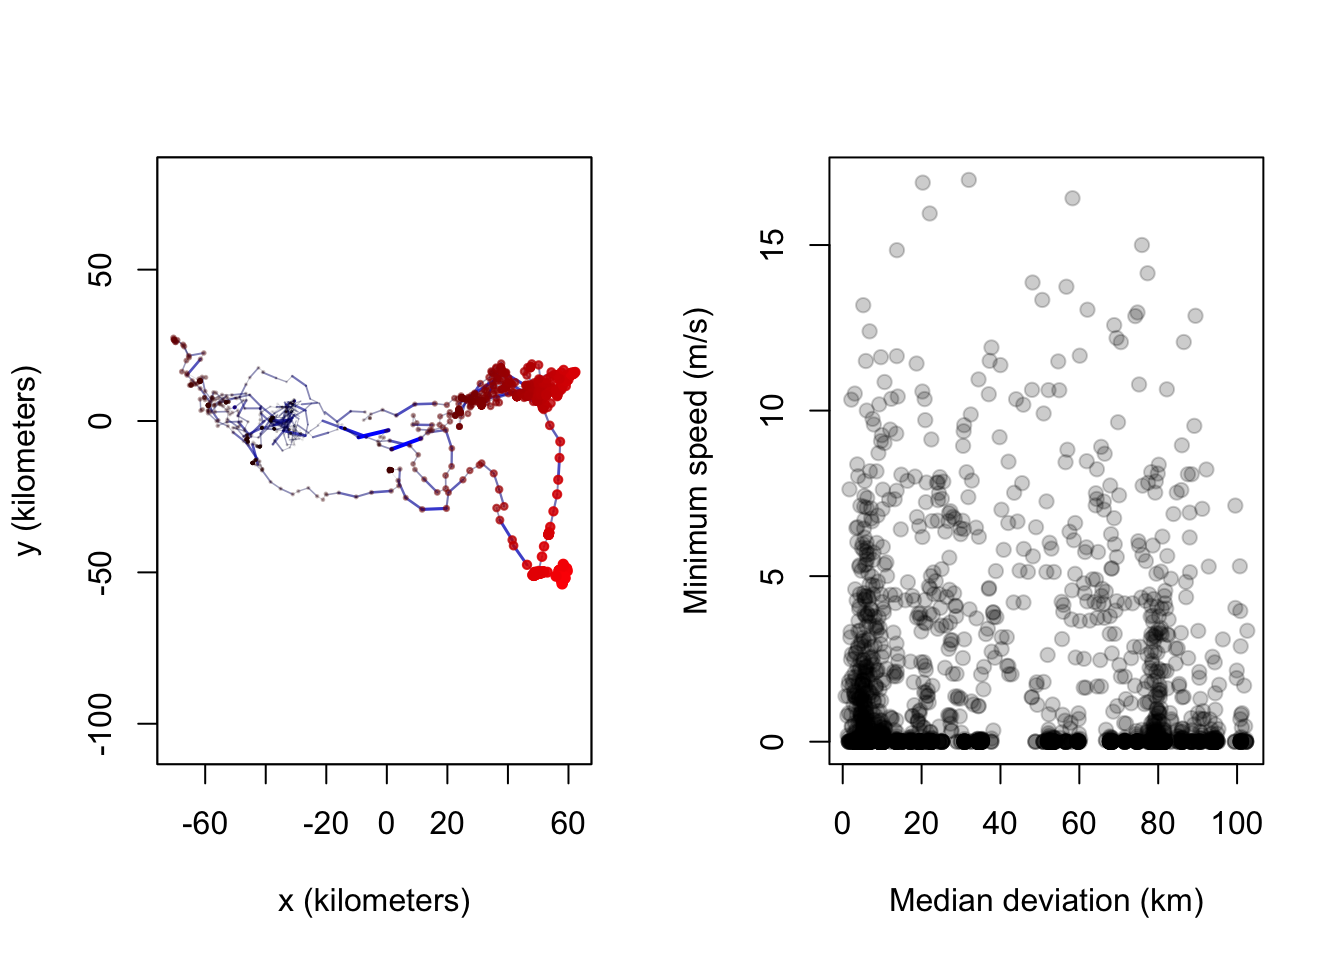 50
0
-50
-100
y (kilometers)
-60 -20 0 20 60
x (kilometers)
15
10
5
0
Minimum speed (m/s)
0 20 40 60 80 100
Median deviation (km)